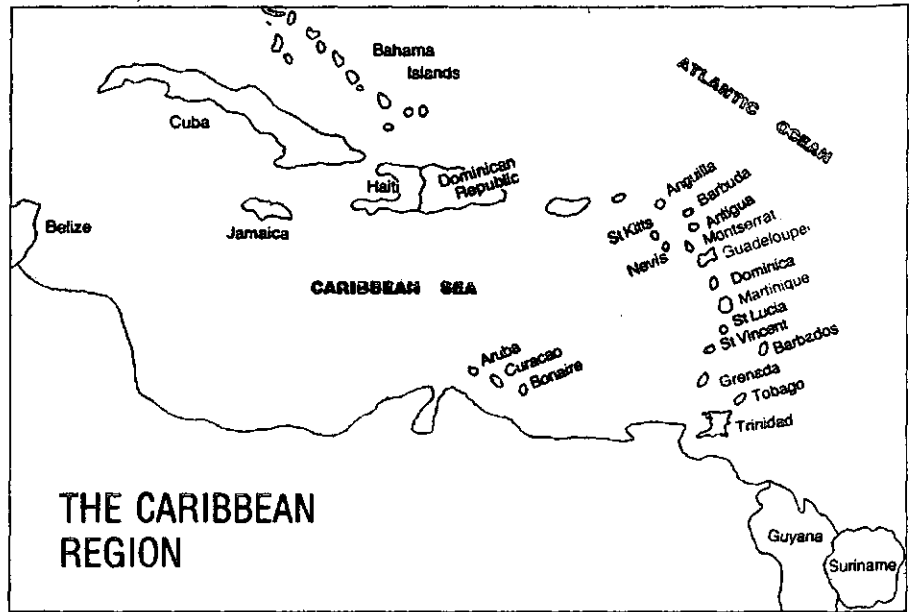 Bahama
Islands
ATLANTIC OCEAN
Cuba
Haiti
Dominican
Republic
Anguilla
Barbuda
Belize
Jamaica
St Kitts
Antigua
Montserrat
Nevis
Guadeloupe
CARIBBEAN SEA
Dominica
Martinique
St Lucia
St Vincent
Barbados
Aruba
Curacao
Bonaire
Grenada
Tobago
Trinidad
THE CARIBBEAN
REGION
Guyana
Suriname